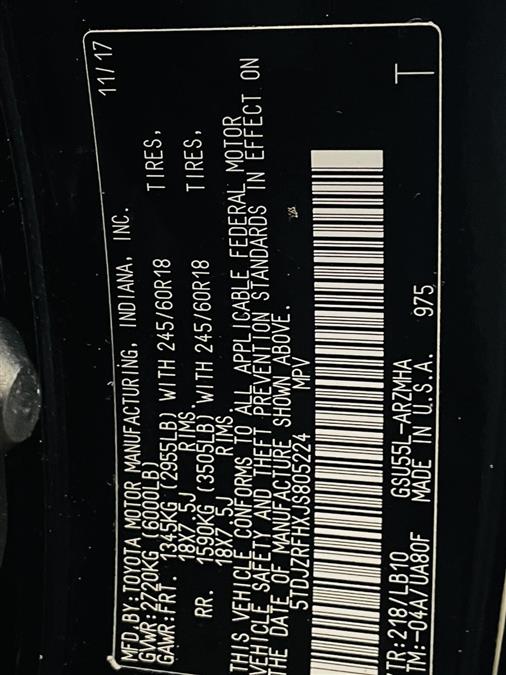 MFD.BY:TOYOTA MOTOR MANUFACTURING, INDIANA, INC. 11/17
GVWR:2720KG (6000LB)
GAWR:FRT. 1345KG (2955LB) WITH 245/60R18 TIRES,
18X7.5J RIMS.
RR. 1590KG (3505LB) WITH 245/60R18 TIRES,
18X7.5J RIMS.
THIS VEHICLE CONFORMS TO ALL APPLICABLE FEDERAL MOTOR
VEHICLE SAFETY AND THEFT PREVENTION STANDARDS IN EFFECT ON
THE DATE OF MANUFACTURE SHOWN ABOVE.
5TDJZRFHXJS805224 MPV
/TR:218/LB10 GSU55L-ARZMHA T
/TM:-04A/UA80F MADE IN U.S.A. 975